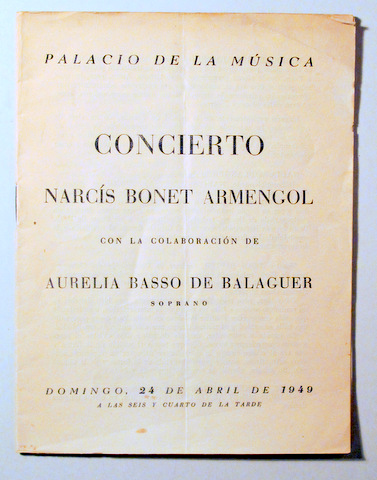 PALACIO DE LA MÚSICA
CONCIERTO
NARCÍS BONET ARMENGOL
CON LA COLABORACIÓN DE
AURELIA BASSO DE BALAGUER
SOPRANO
DOMINGO, 24 DE ABRIL DE 1949
A LAS SEIS Y CUARTO DE LA TARDE